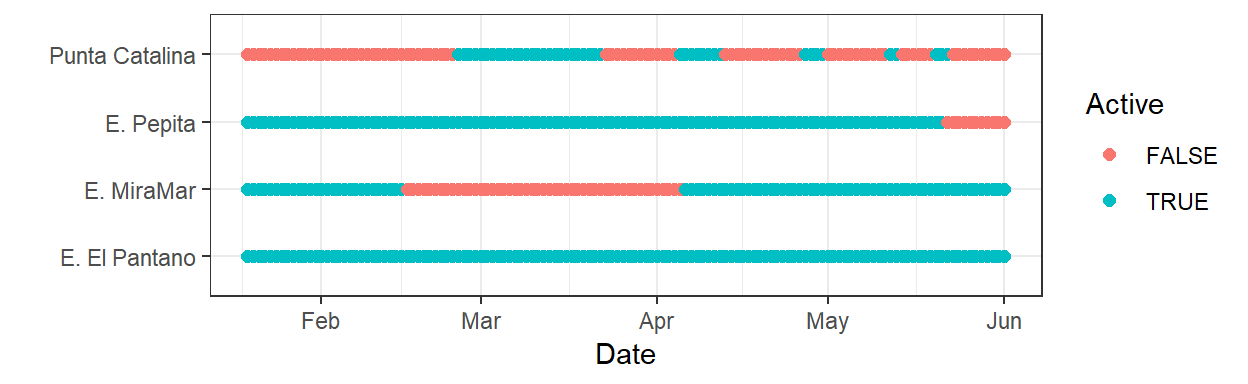 Punta Catalina
E. Pepita
E. MiraMar
E. El Pantano
Feb Mar Apr May Jun
Date
Active
FALSE
TRUE